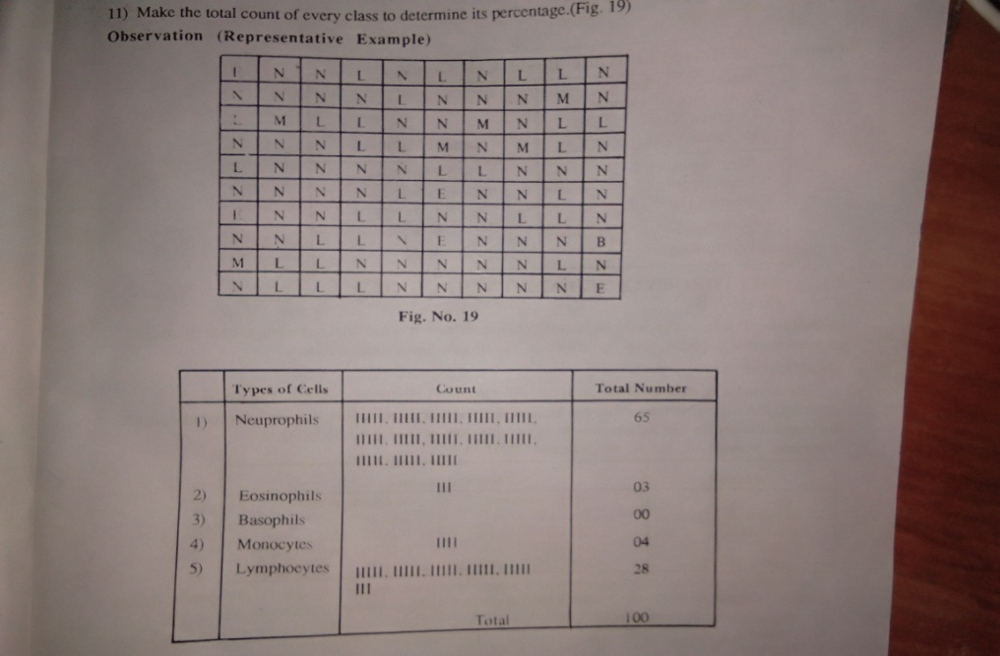 11) Make the total count of every class to determine its percentage.(Fig. 19)
Observation (Representative Example)
N N L N L N L L N
N N N N L N N N M N
M L L N N M N L L
N N N L L M N M L N
L N N N N L L N N N
N N N N L E N N L N
E N N L L N N L L N
N N L L N E N N N B
M L L N N N N N L N
N L L L N N N N N E
Fig. No. 19
Types of Cells Count Total Number
1) Neuprophils IIIII. IIIII. IIIII. IIIII. IIIII. 65
IIIII. IIIII, IIIII, IIIII. IIIII,
IIIII. IIIII. IIIII
2) Eosinophils III 03
3) Basophils 00
4) Monocytes IIII 04
5) Lymphocytes IIIII. IIIII. IIIII. IIIII. IIIII 28
III
Total 100